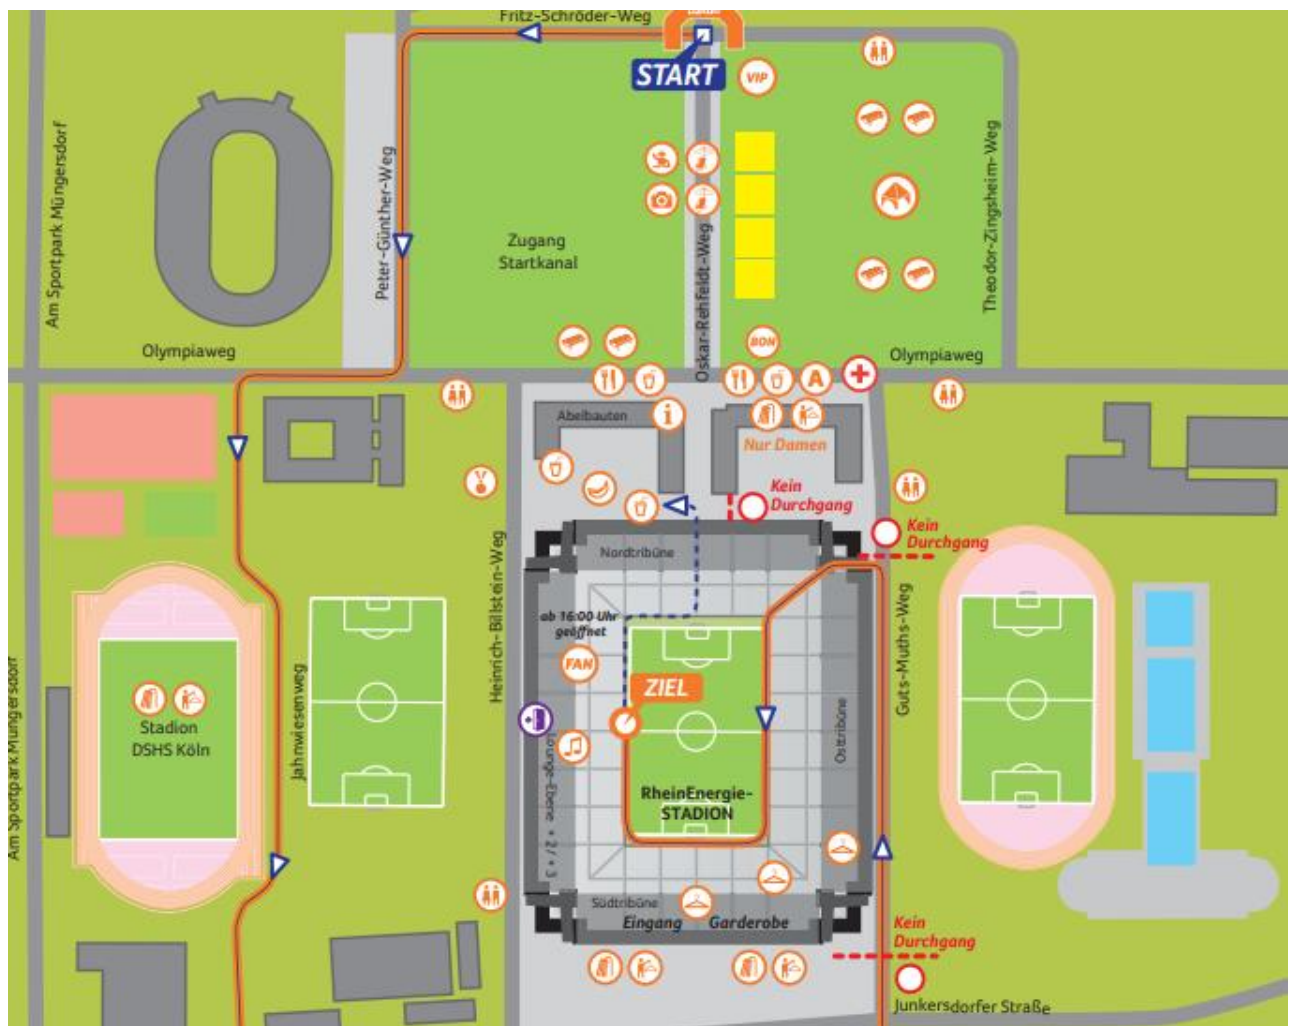 Fritz-Schröder-Weg
START
VIP
Am Sportpark Müngersdorf
Peter-Günther-Weg
Zugang
Startkanal
Oskar-Rehfeldt-Weg
Theodor-Zingsheim-Weg
Olympiaweg
BON
Olympiaweg
A
Abelbauten
i
Nur Damen
Kein
Durchgang
Kein
Durchgang
Nordtribüne
Heinrich-Billstein-Weg
ab 16:00 Uhr
geöffnet
FAN
ZIEL
Guts-Muths-Weg
Am Sportpark Müngersdorf
Jahnwiesenweg
Stadion
DSHS Köln
Lounge-Ebene + 2/ + 3
Osttribüne
RheinEnergie-
STADION
Südtribüne
Eingang Garderobe
Kein
Durchgang
Junkersdorfer Straße